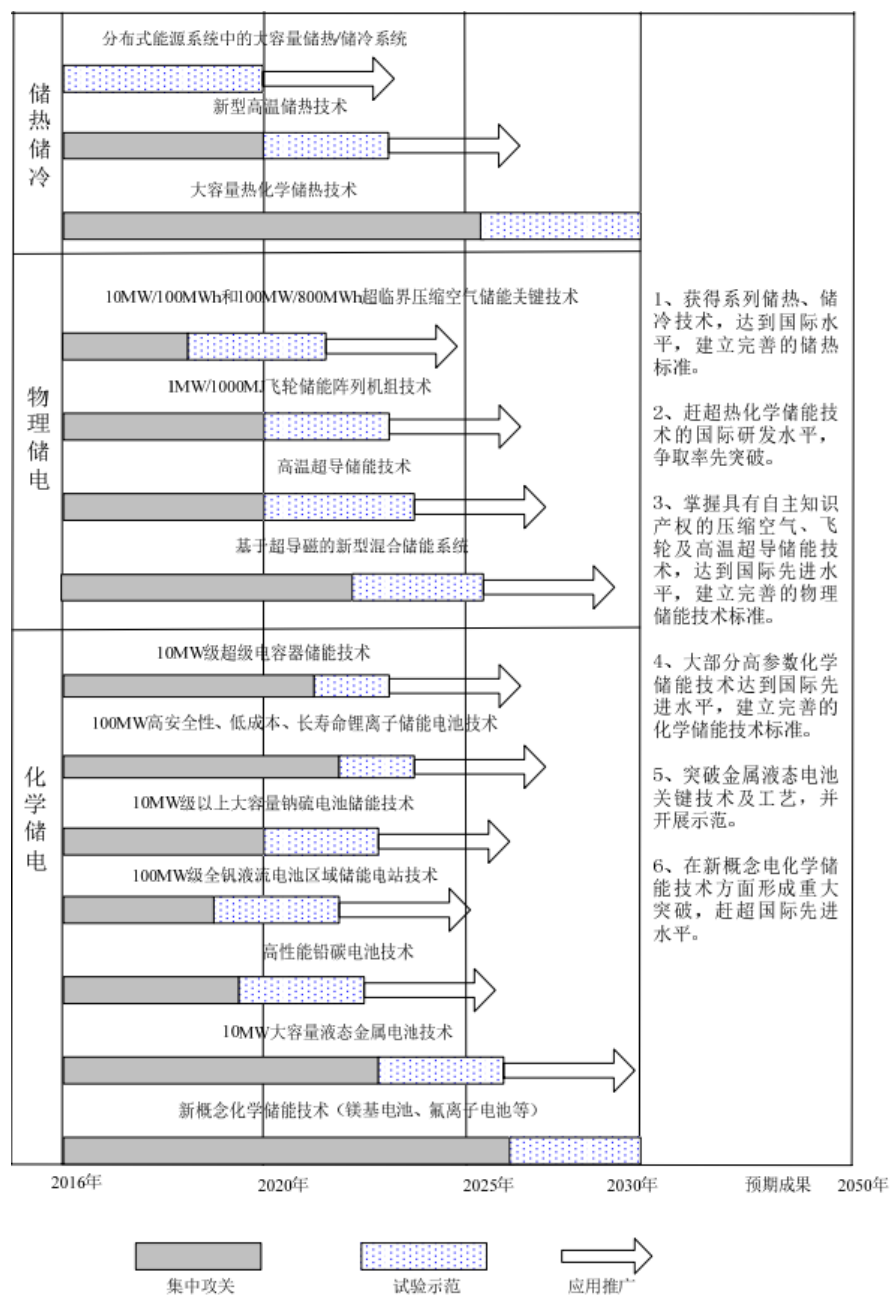 储热储冷
分布式能源系统中的大容量储热/储冷系统
新型高温储热技术
大容量热化学储热技术
物理储电
10MW/100MWh和100MW/800MWh超临界压缩空气储能关键技术
1MW/1000MJ飞轮储能阵列机组技术
高温超导储能技术
基于超导磁的新型混合储能系统
化学储电
10MW级超级电容器储能技术
100MW高安全性、低成本、长寿命锂离子储能电池技术
10MW级以上大容量钠硫电池储能技术
100MW级全钒液流电池区域储能电站技术
高性能铅碳电池技术
10MW大容量液态金属电池技术
新概念化学储能技术（镁基电池、氟离子电池等）
1、获得系列储热、储
冷技术，达到国际水
平，建立完善的储热
标准。
2、赶超热化学储能技
术的国际研发水平，
争取率先突破。
3、掌握具有自主知识
产权的压缩空气、飞
轮及高温超导储能技
术，达到国际先进水
平，建立完善的物理
储能技术标准。
4、大部分高参数化学
储能技术达到国际先
进水平，建立完善的
化学储能技术标准。
5、突破金属液态电池
关键技术及工艺，并
开展示范。
6、在新概念电化学储
能技术方面形成重大
突破，赶超国际先进
水平。
2016年 2020年 2025年 2030年 预期成果 2050年
集中攻关 试验示范 应用推广